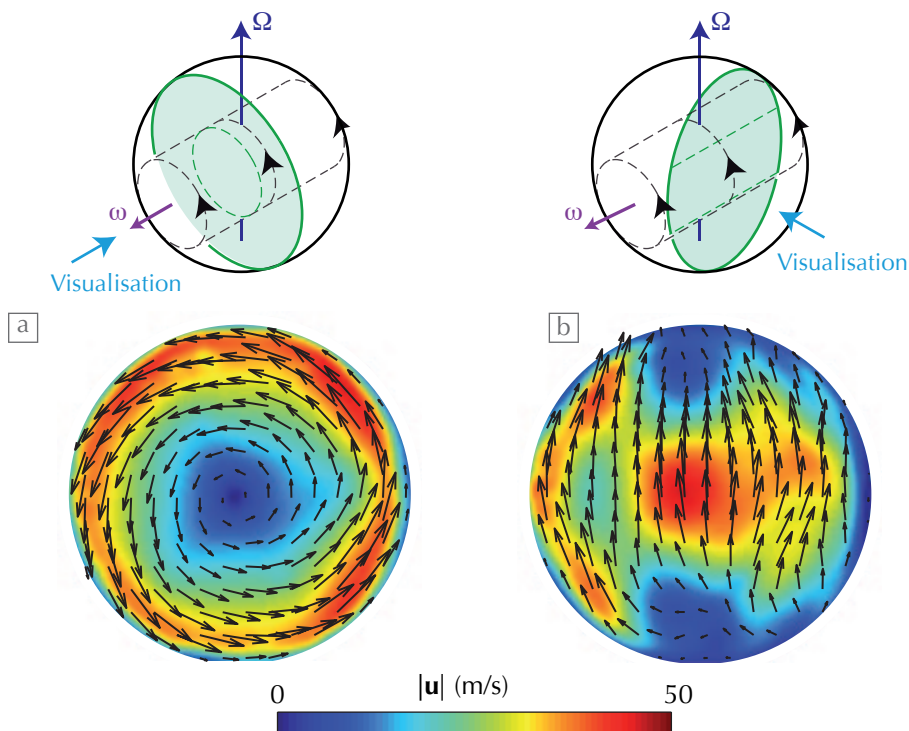 Ω
Ω
ω
ω
Visualisation
Visualisation
a
b
|u| (m/s)
0
50